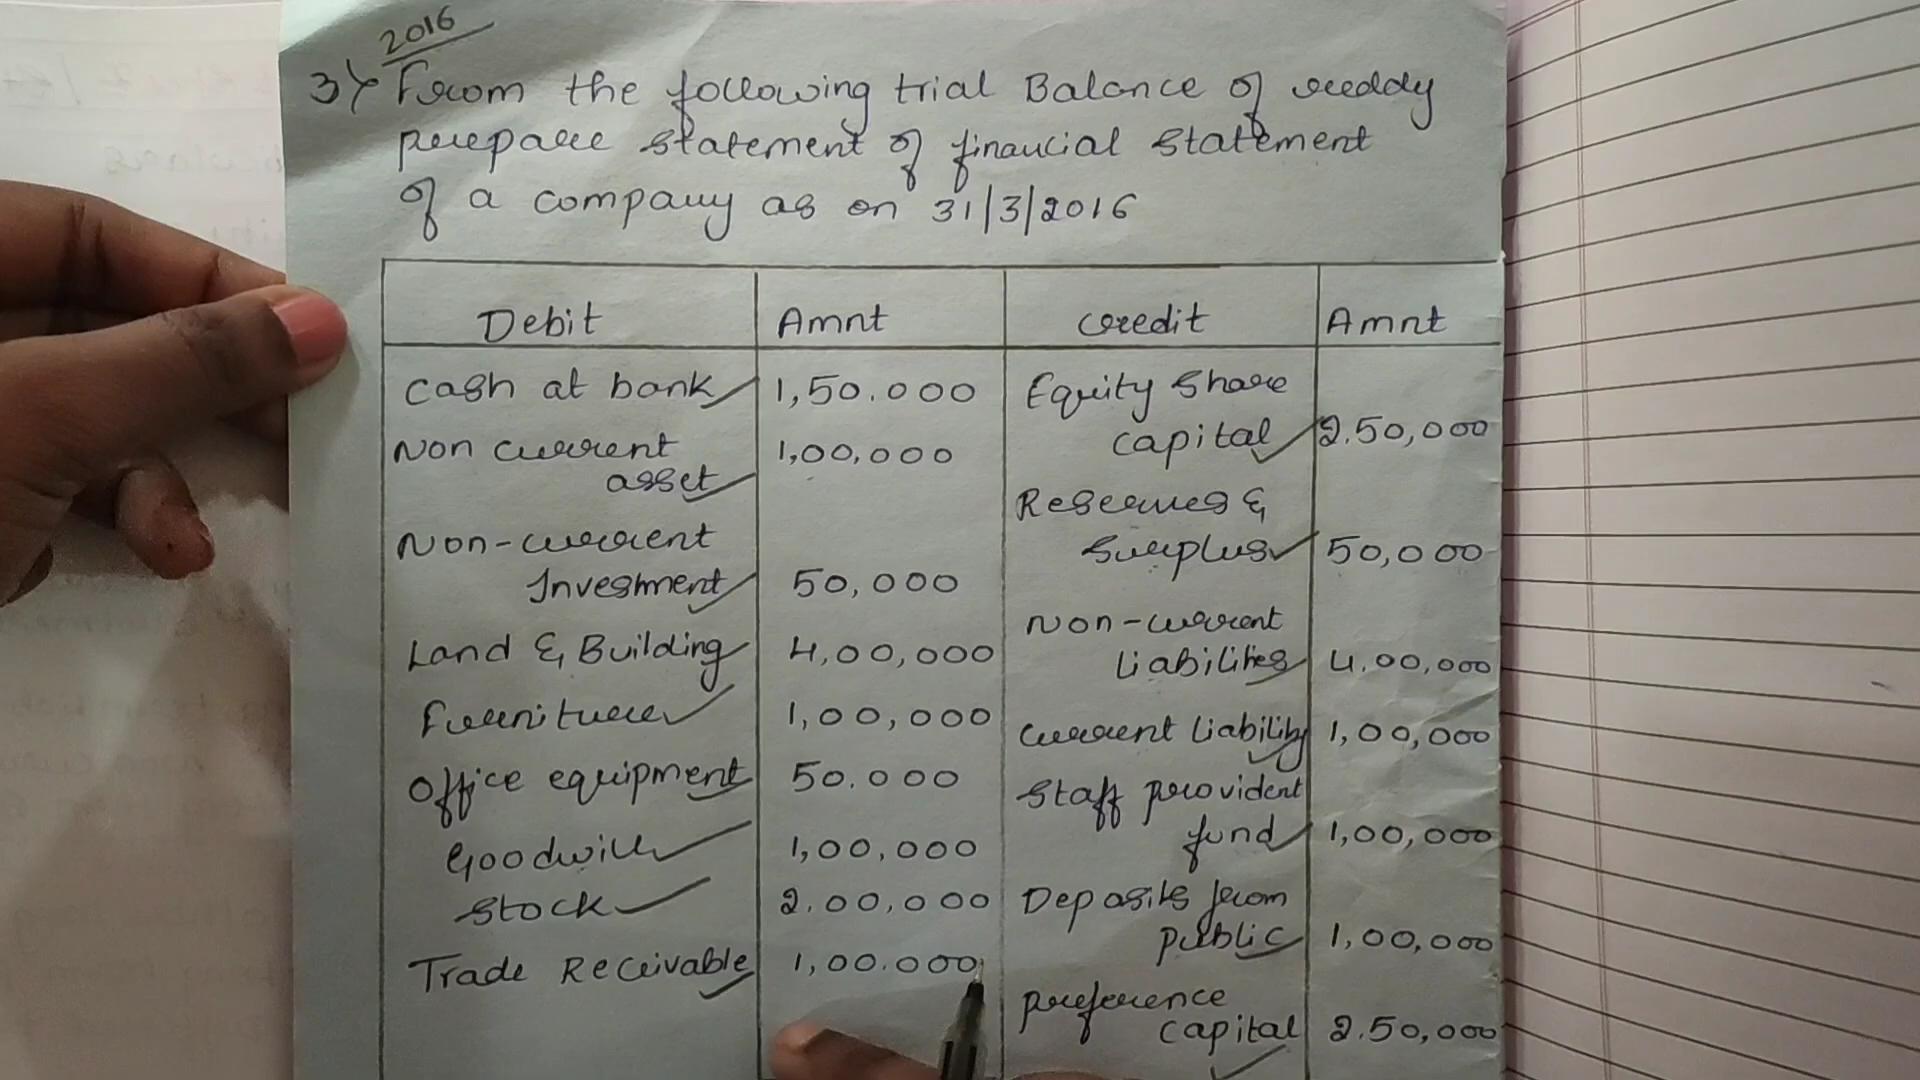 2016
3) From the following trial Balance of reddy
prepare statement of financial statement
of a company as on 31/3/2016
Debit Amnt Credit Amnt
Cash at bank 1,50.000 Equity Share
capital 2.50,000
Non current 1,00,000
asset
Reserves &
Surplus 50,000
Non-current
Investment 50,000
Non-current
Liabilities 4.00,000
Land & Building 4,00,000
Furniture 1,00,000 Current Liability 1,00,000
Office equipment 50.000 Staff provident
fund 1,00,000
Goodwill 1,00,000
Stock 2.00,000 Deposits from
public 1,00,000
Trade Receivable 1,00.000
preference
capital 2.50,000